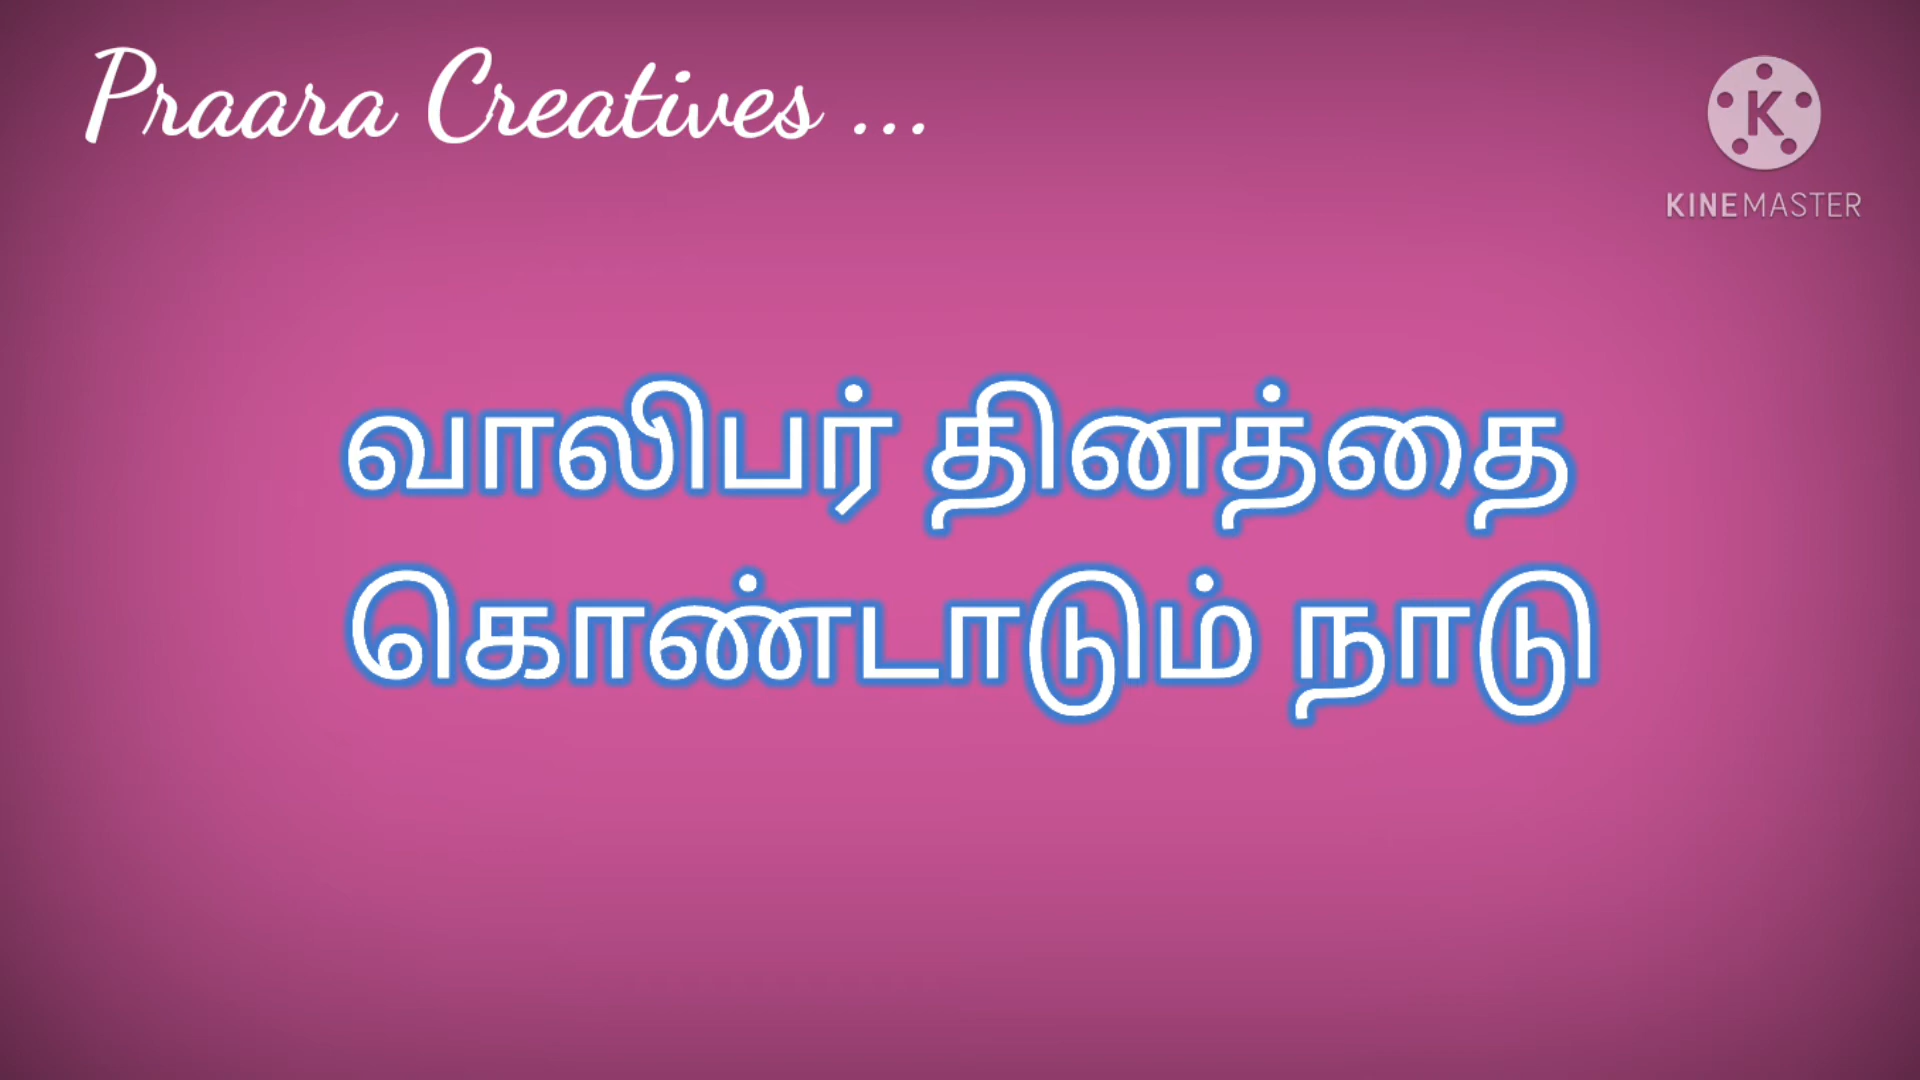 Praara Creatives ...
KINEMASTER
வாலிபர் தினத்தை
கொண்டாடும் நாடு